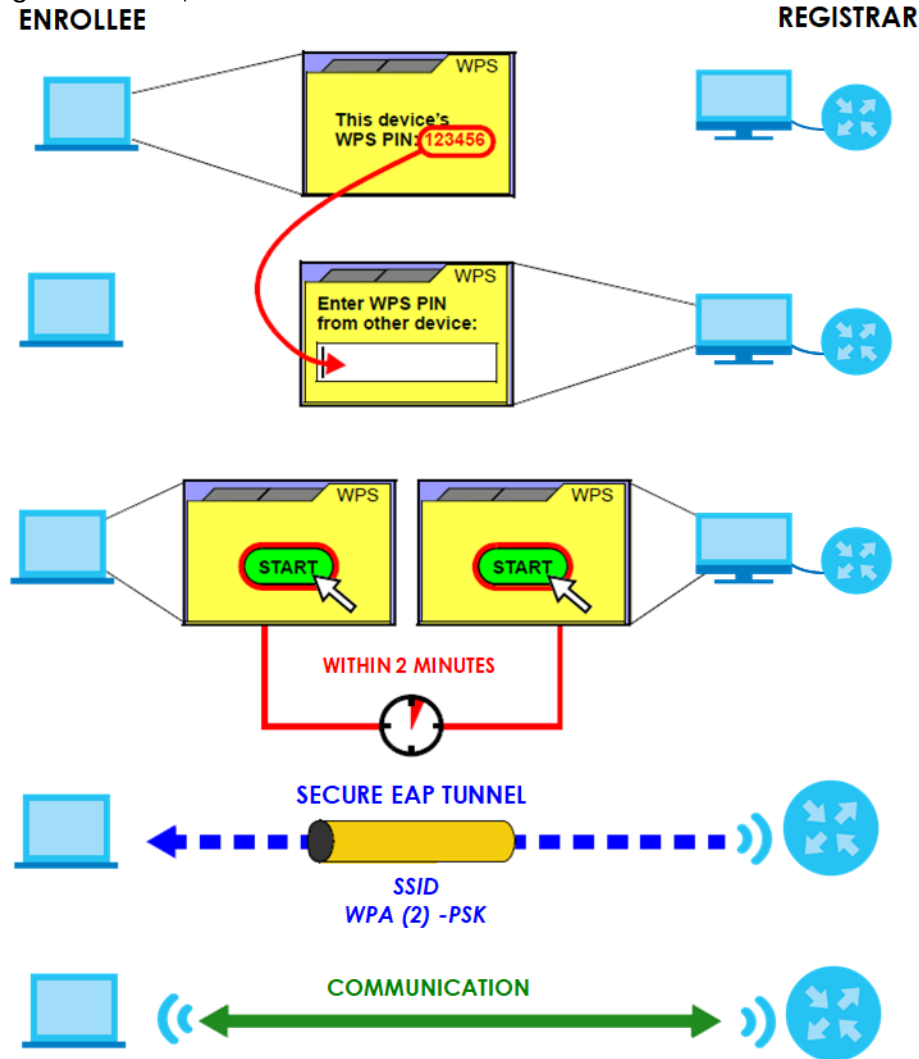 ENROLLEE
REGISTRAR
WPS
This device's
WPS PIN: 123456
WPS
Enter WPS PIN
from other device:
WPS
START
WPS
START
WITHIN 2 MINUTES
SECURE EAP TUNNEL
SSID
WPA (2) -PSK
COMMUNICATION